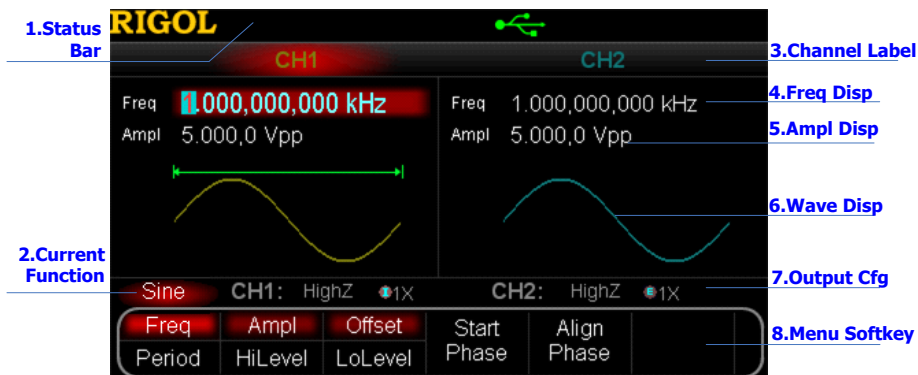 1.Status
Bar
RIGOL
CH1
CH2
3.Channel Label
Freq 1.000,000,000 kHz
Freq 1.000,000,000 kHz
4.Freq Disp
Ampl 5.000,0 Vpp
Ampl 5.000,0 Vpp
5.Ampl Disp
6.Wave Disp
2.Current
Function
Sine
CH1: HighZ I 1X
CH2: HighZ E 1X
7.Output Cfg
Freq
Ampl
Offset
Start
Phase
Align
Phase
Period
HiLevel
LoLevel
8.Menu Softkey